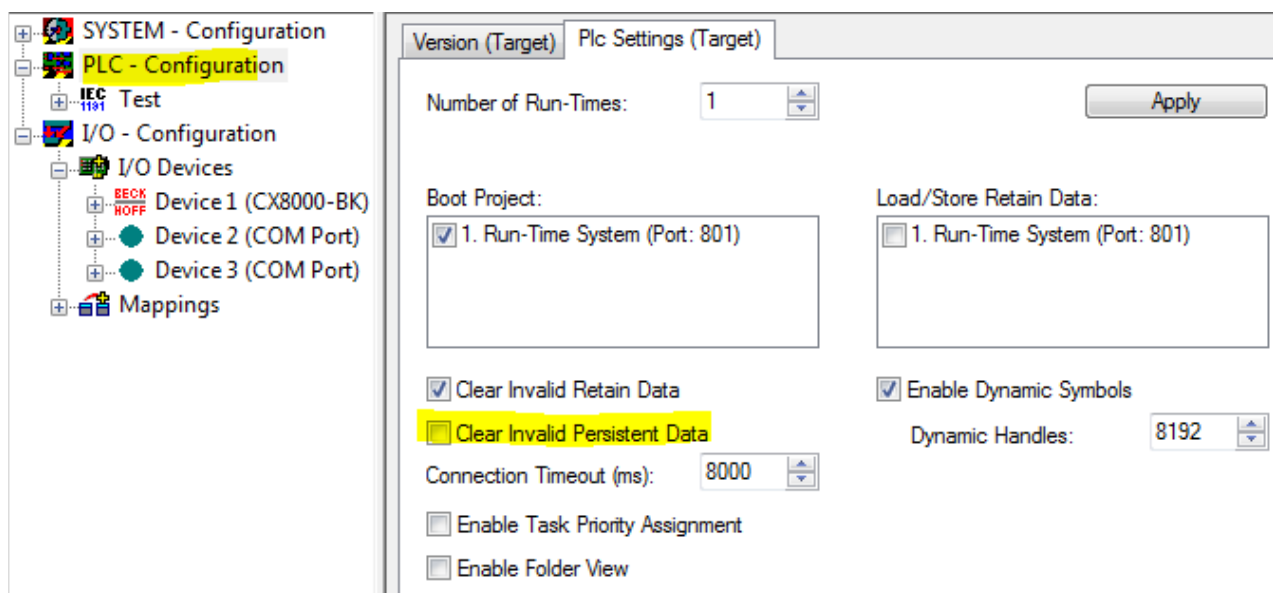 SYSTEM - Configuration
PLC - Configuration
IEC
1131
Test
I/O - Configuration
I/O Devices
BECK
HOFF
Device 1 (CX8000-BK)
Device 2 (COM Port)
Device 3 (COM Port)
Mappings
Version (Target) Plc Settings (Target)
Number of Run-Times: 1 Apply
Boot Project: Load/Store Retain Data:
1. Run-Time System (Port: 801) 1. Run-Time System (Port: 801)
Clear Invalid Retain Data Enable Dynamic Symbols
Clear Invalid Persistent Data Dynamic Handles: 8192
Connection Timeout (ms): 8000
Enable Task Priority Assignment
Enable Folder View